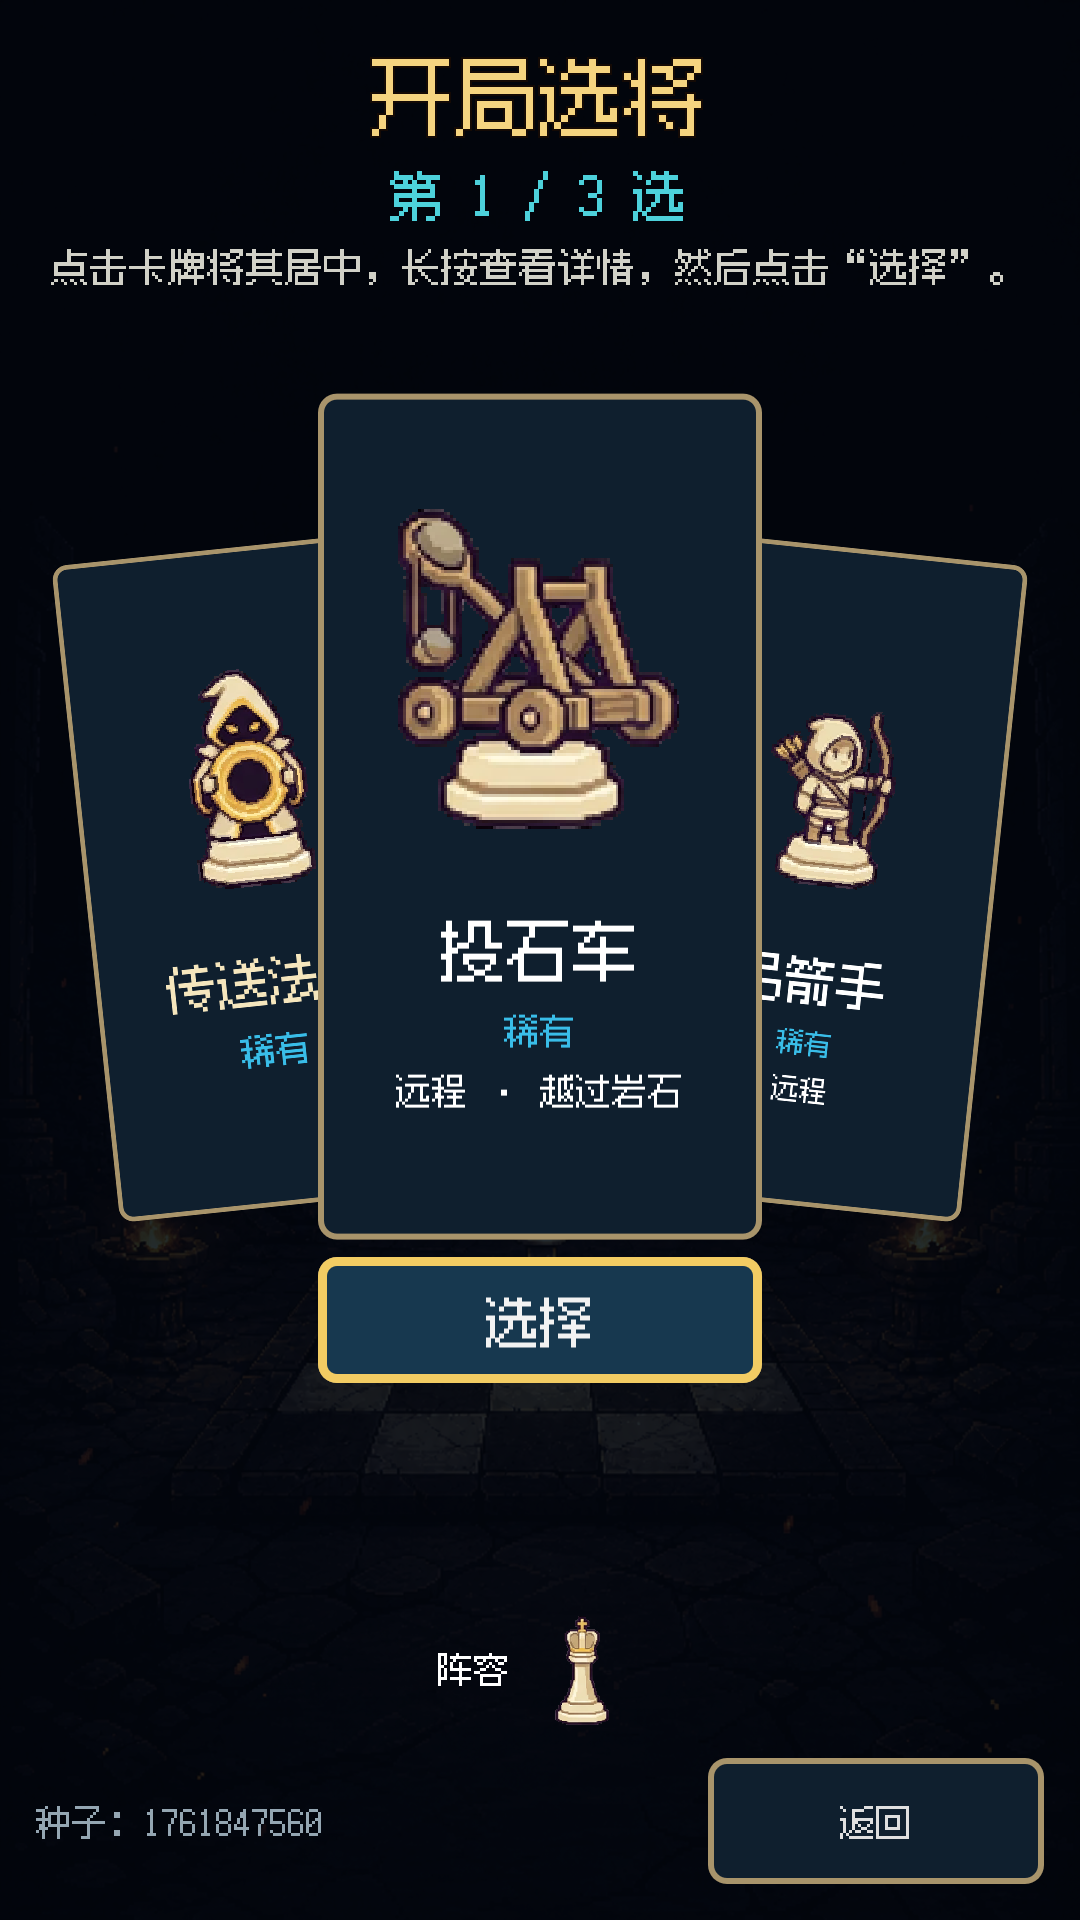 开局选将
第 1 / 3 选
点击卡牌将其居中，长按查看详情，然后点击“选择”。
传送法
稀有
投石车
稀有
远程 · 越过岩石
箭手
稀有
远程
选择
阵容
种子：1761847560
返回